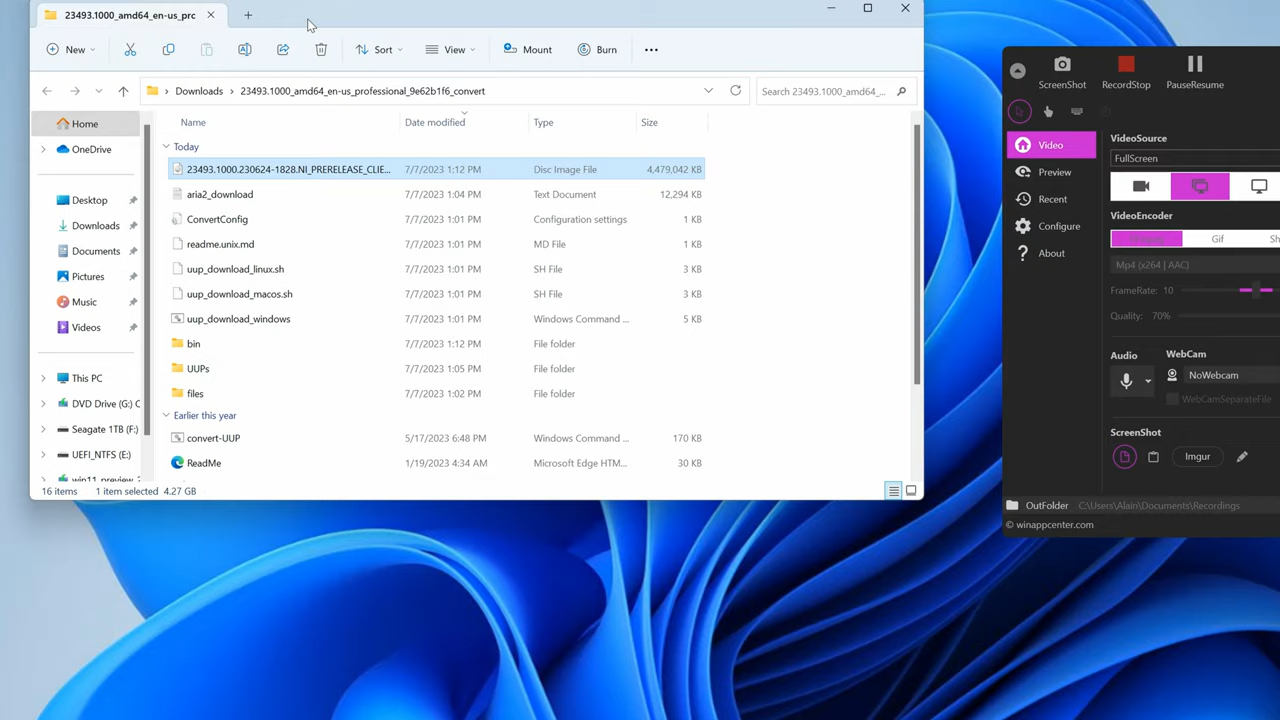 23493.1000_amd64_en-us_prc
New
Sort
View
Mount
Burn
Downloads > 23493.1000_amd64_en-us_professional_9e62b1f6_convert
Search 23493.1000_amd64_...
Home
OneDrive
Desktop
Downloads
Documents
Pictures
Music
Videos
This PC
DVD Drive (G:) C
Seagate 1TB (F:)
UEFI_NTFS (E:)
win11_preview_2
Name Date modified Type Size
Today
23493.1000.230624-1828.NI_PRERELEASE_CLIE... 7/7/2023 1:12 PM Disc Image File 4,479,042 KB
aria2_download 7/7/2023 1:04 PM Text Document 12,294 KB
ConvertConfig 7/7/2023 1:01 PM Configuration settings 1 KB
readme.unix.md 7/7/2023 1:01 PM MD File 1 KB
uup_download_linux.sh 7/7/2023 1:01 PM SH File 3 KB
uup_download_macos.sh 7/7/2023 1:01 PM SH File 3 KB
uup_download_windows 7/7/2023 1:01 PM Windows Command ... 5 KB
bin 7/7/2023 1:12 PM File folder
UUPs 7/7/2023 1:05 PM File folder
files 7/7/2023 1:02 PM File folder
Earlier this year
convert-UUP 5/17/2023 6:48 PM Windows Command ... 170 KB
ReadMe 1/19/2023 4:34 AM Microsoft Edge HTM... 30 KB
16 items 1 item selected 4.27 GB
ScreenShot RecordStop PauseResume
Video
Preview
Recent
Configure
About
VideoSource
FullScreen
VideoEncoder
Gif Sh
Mp4 (x264 | AAC)
FrameRate: 10
Quality: 70%
Audio WebCam
NoWebcam
WebCamSeparateFile
ScreenShot
Imgur
OutFolder C:\Users\Alain\Documents\Recordings
© winappcenter.com